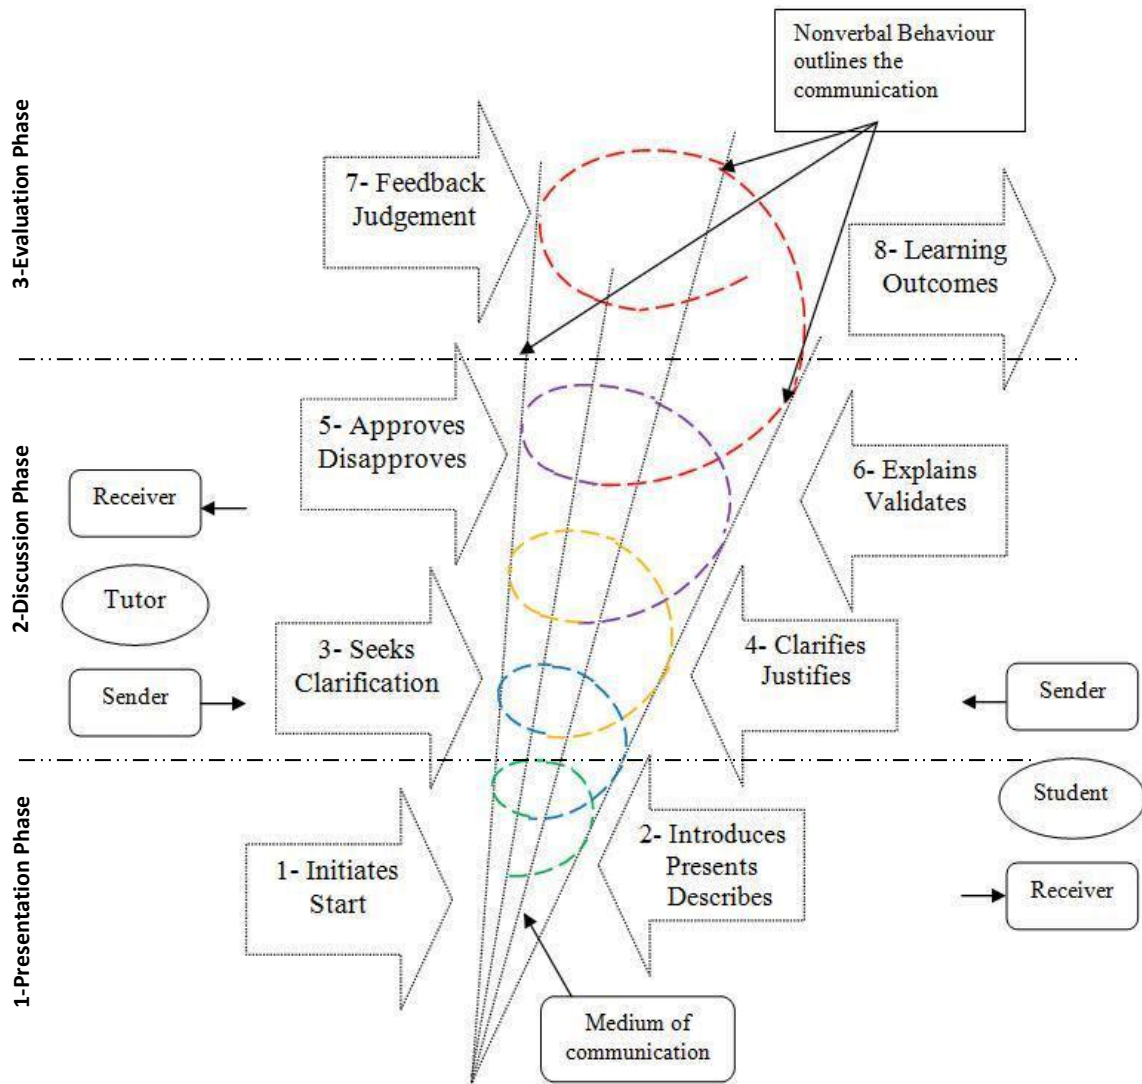 Nonverbal Behaviour
outlines the
communication
3-Evaluation Phase
7- Feedback
Judgement
8- Learning
Outcomes
2-Discussion Phase
5- Approves
Disapproves
6- Explains
Validates
Receiver
Tutor
Sender
3- Seeks
Clarification
4- Clarifies
Justifies
Sender
Student
Receiver
1-Presentation Phase
1- Initiates
Start
2- Introduces
Presents
Describes
Medium of
communication